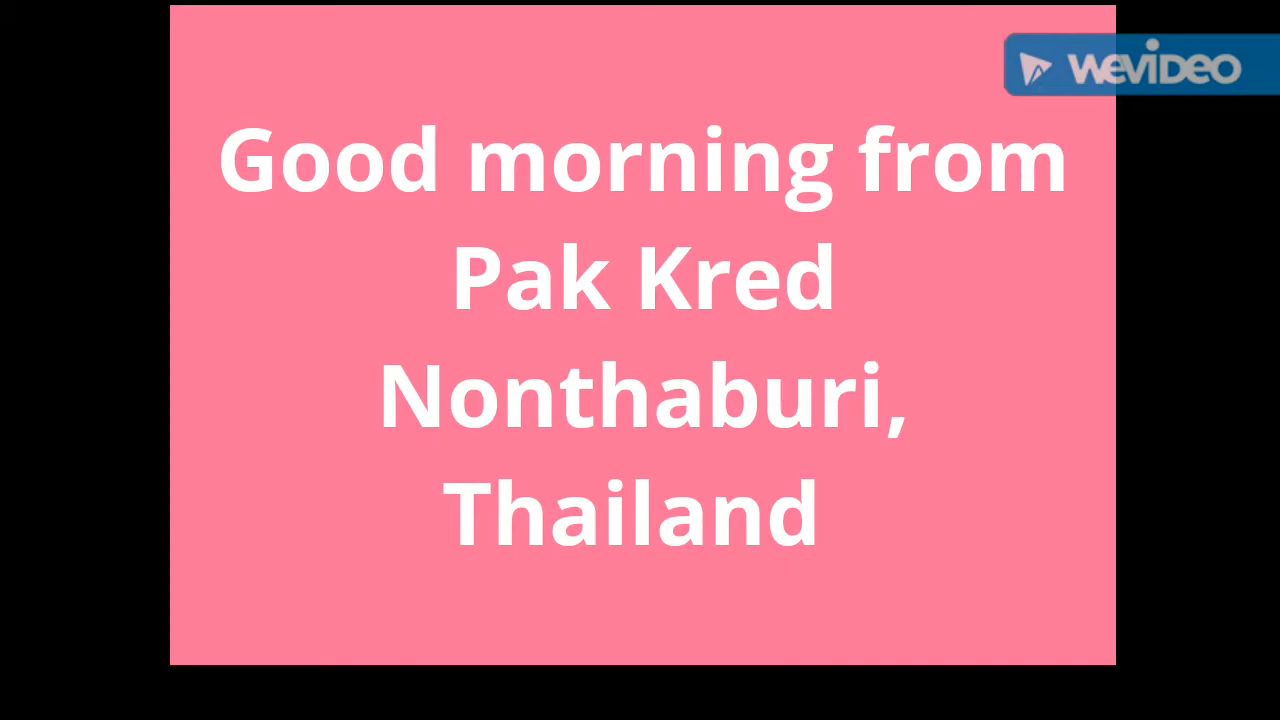 WEVIDEO
Good morning from
Pak Kred
Nonthaburi,
Thailand